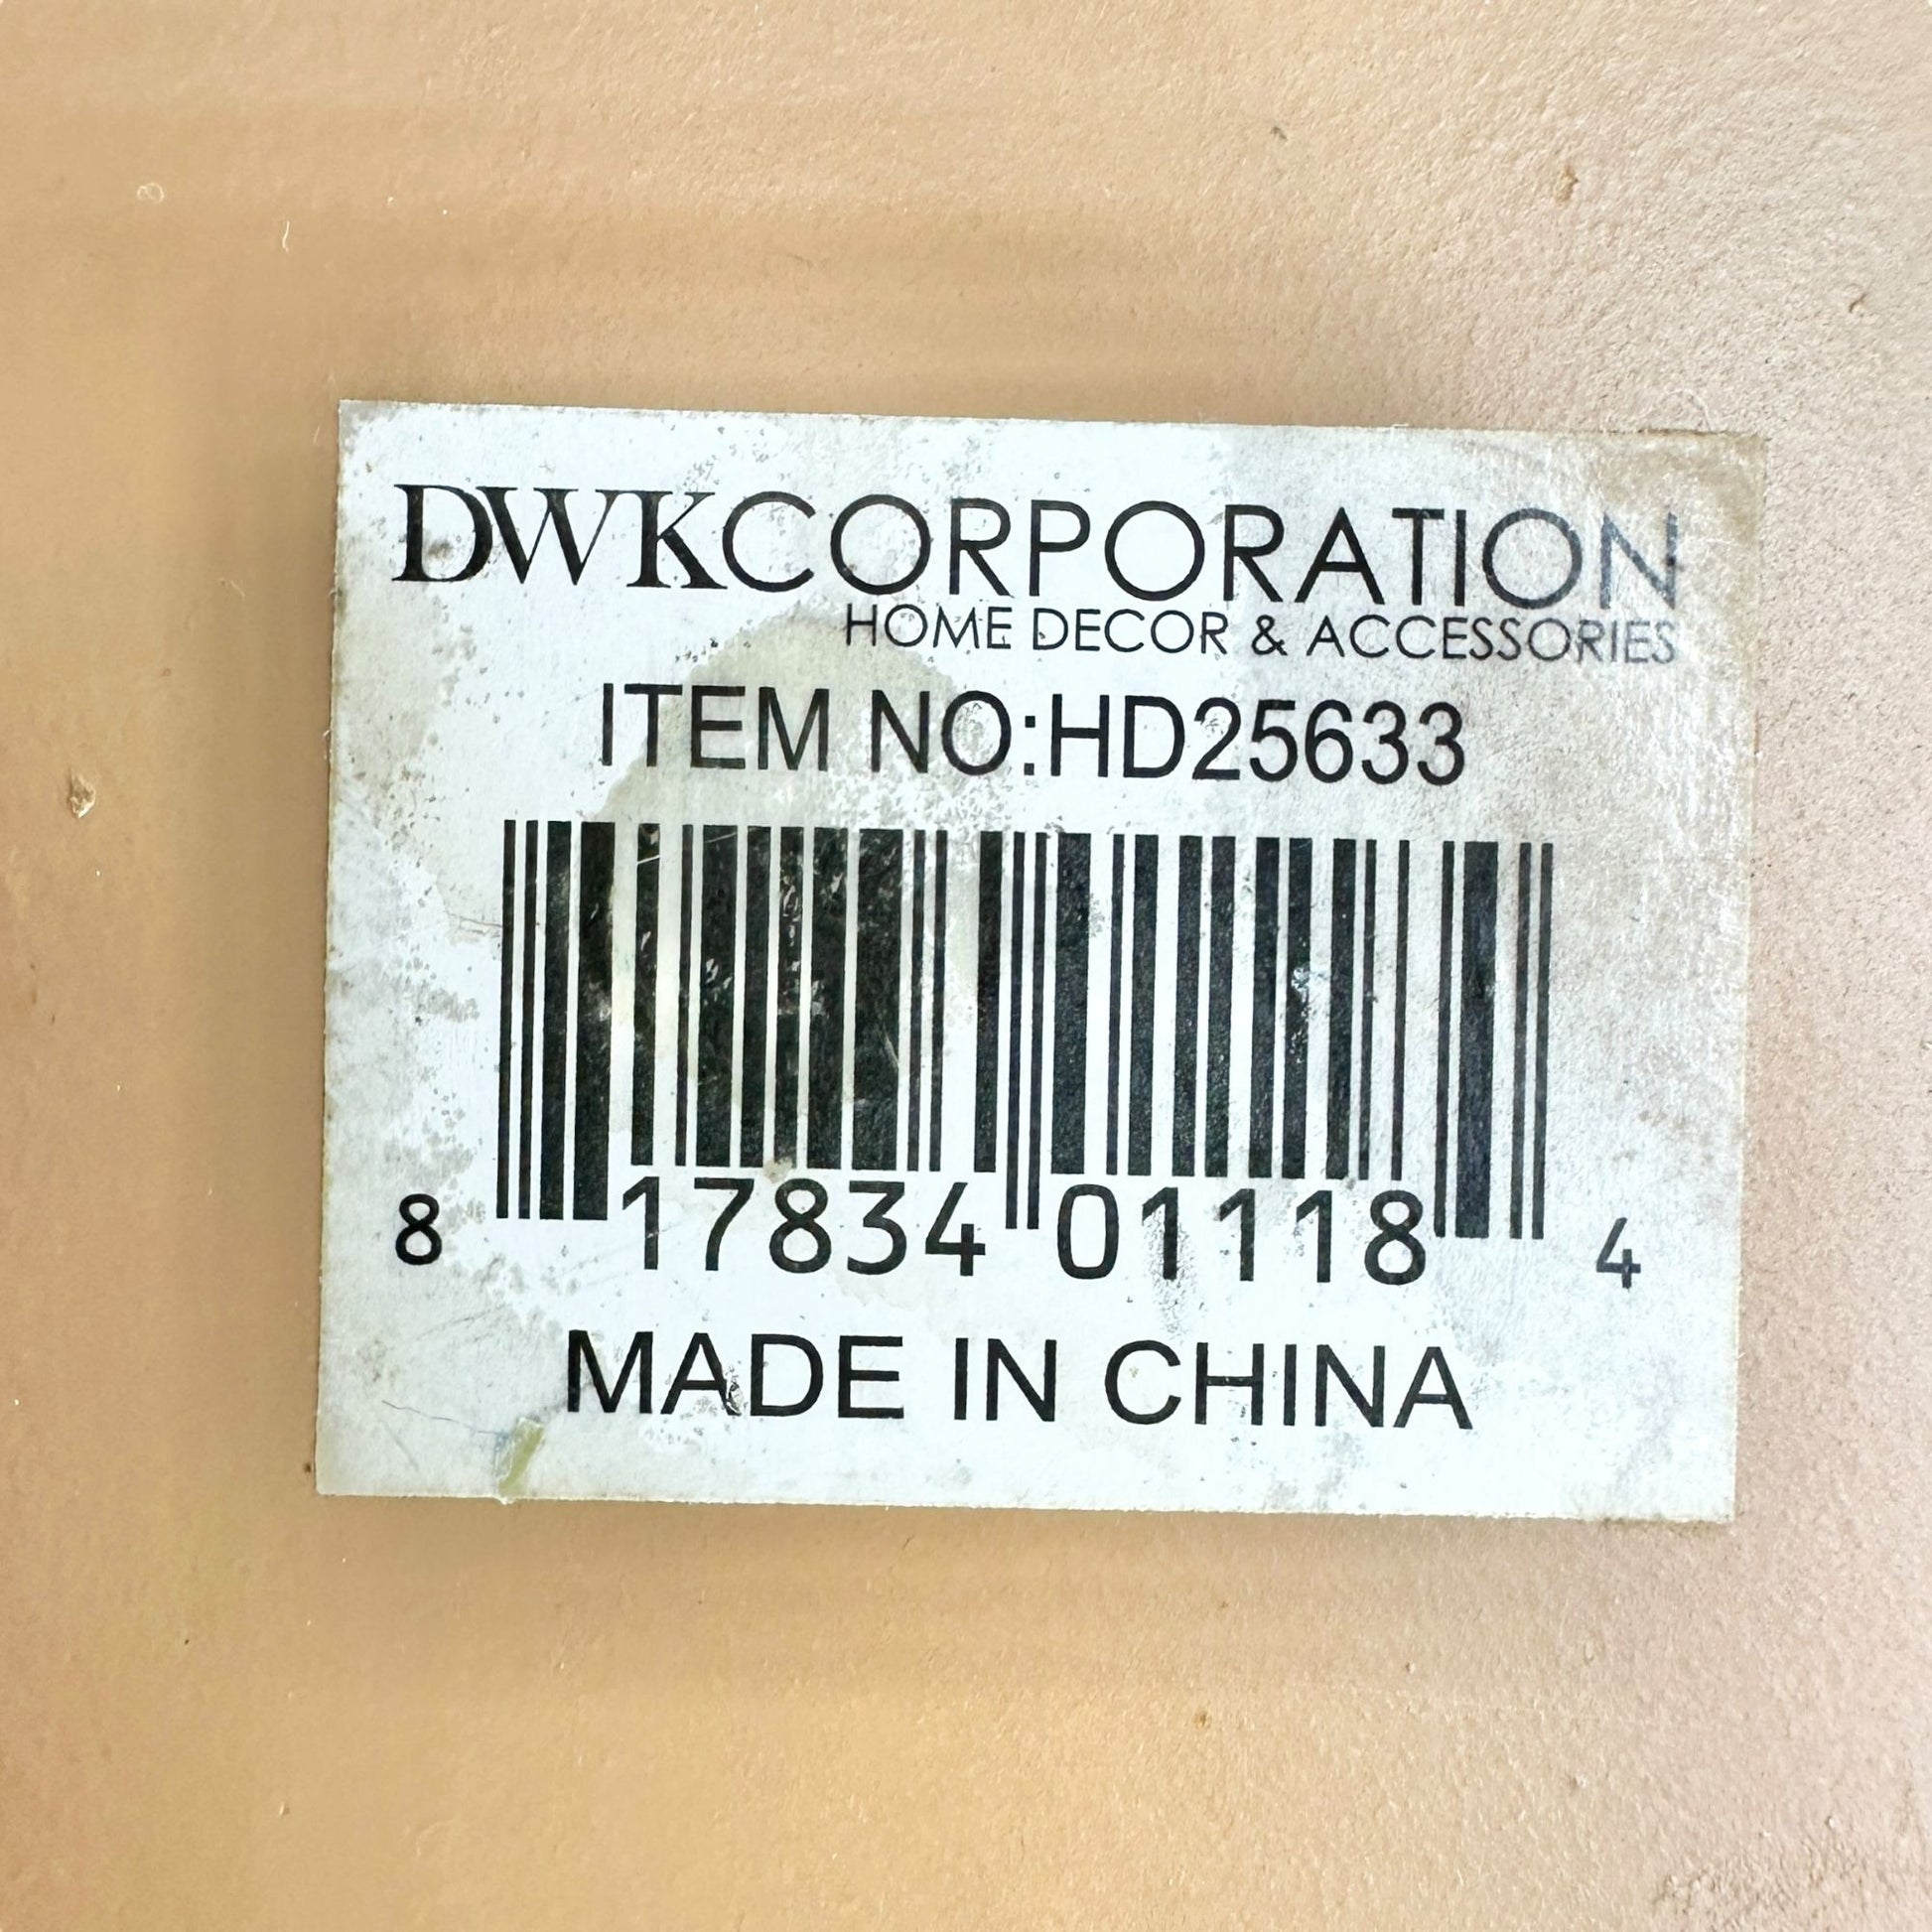 DWKCORPORATION
HOME DECOR & ACCESSORIES
ITEM NO:HD25633
8 17834 01118 4
MADE IN CHINA